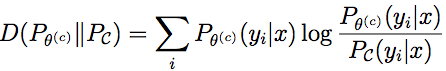 D(P_{θ^{(c)}} ∥ P_𝒞) = ∑_i P_{θ^{(c)}}(y_i|x) log \frac{P_{θ^{(c)}}(y_i|x)}{P_𝒞(y_i|x)}